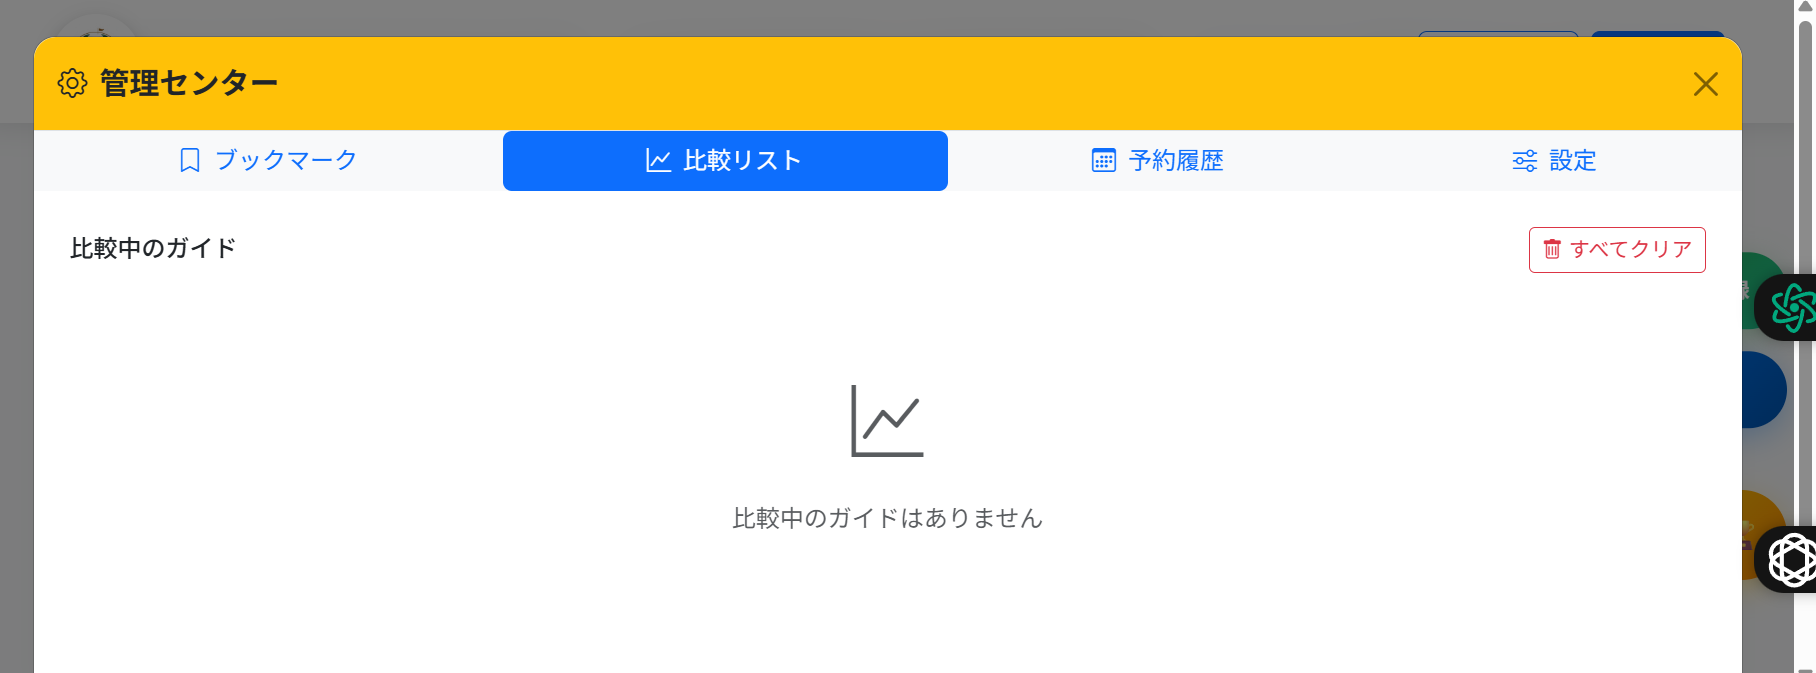 管理センター
ブックマーク
比較リスト
予約履歴
設定
比較中のガイド
すべてクリア
比較中のガイドはありません